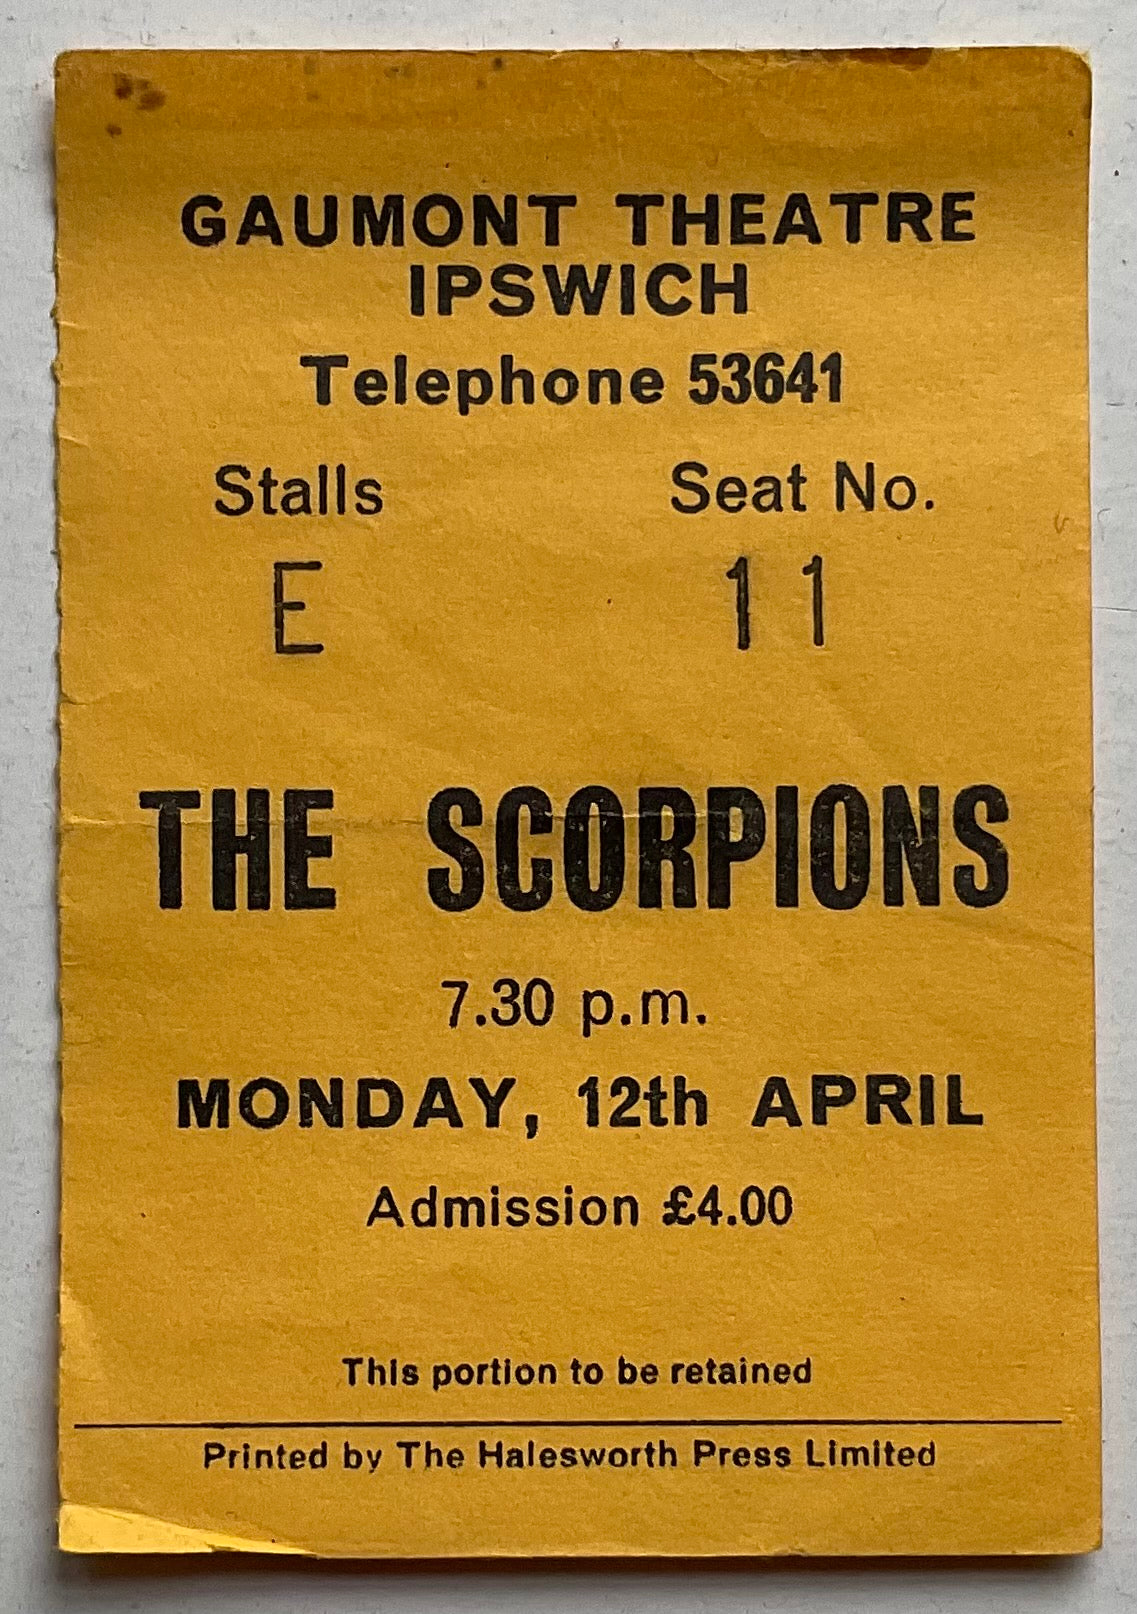 GAUMONT THEATRE
IPSWICH
Telephone 53641
Stalls Seat No.
E 11
THE SCORPIONS
7.30 p.m.
MONDAY, 12th APRIL
Admission £4.00
This portion to be retained
Printed by The Halesworth Press Limited